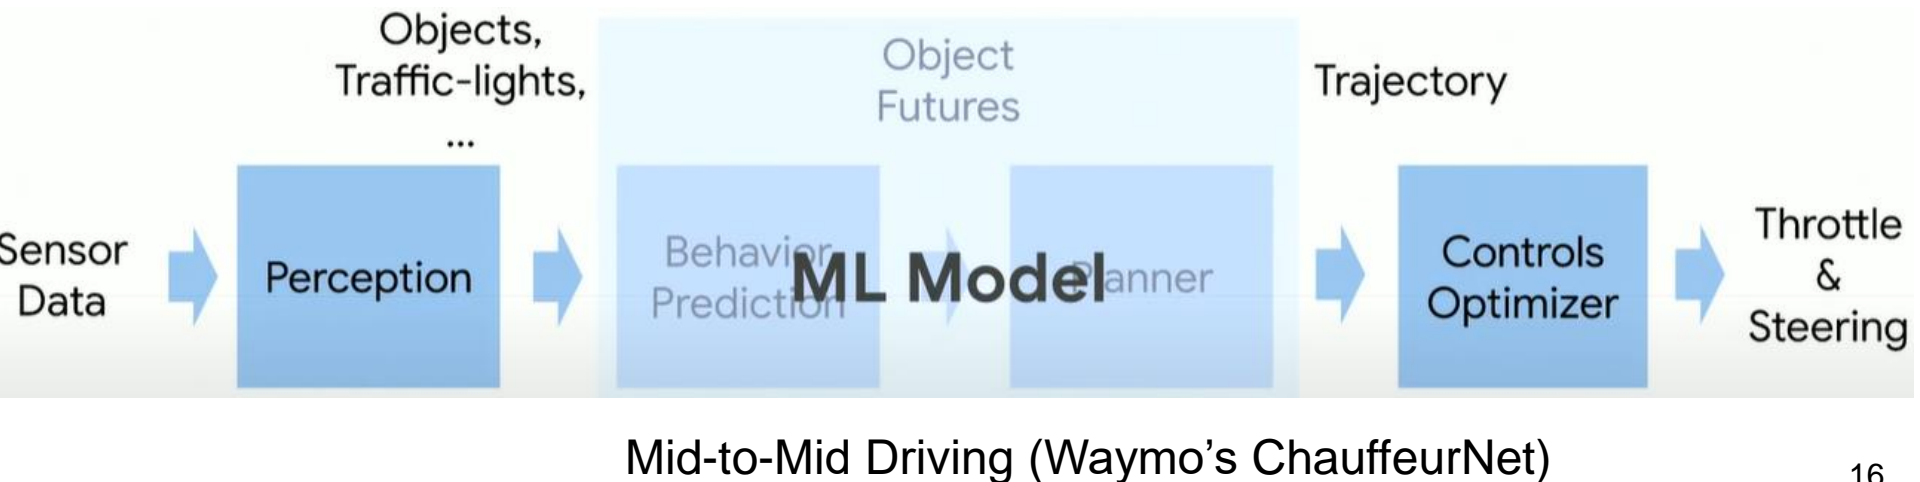 Objects,
Traffic-lights,
...
Object
Futures
Trajectory
Sensor
Data
Perception
Behavior
Prediction
ML Model
Planner
Controls
Optimizer
Throttle
&
Steering
Mid-to-Mid Driving (Waymo’s ChauffeurNet)
16